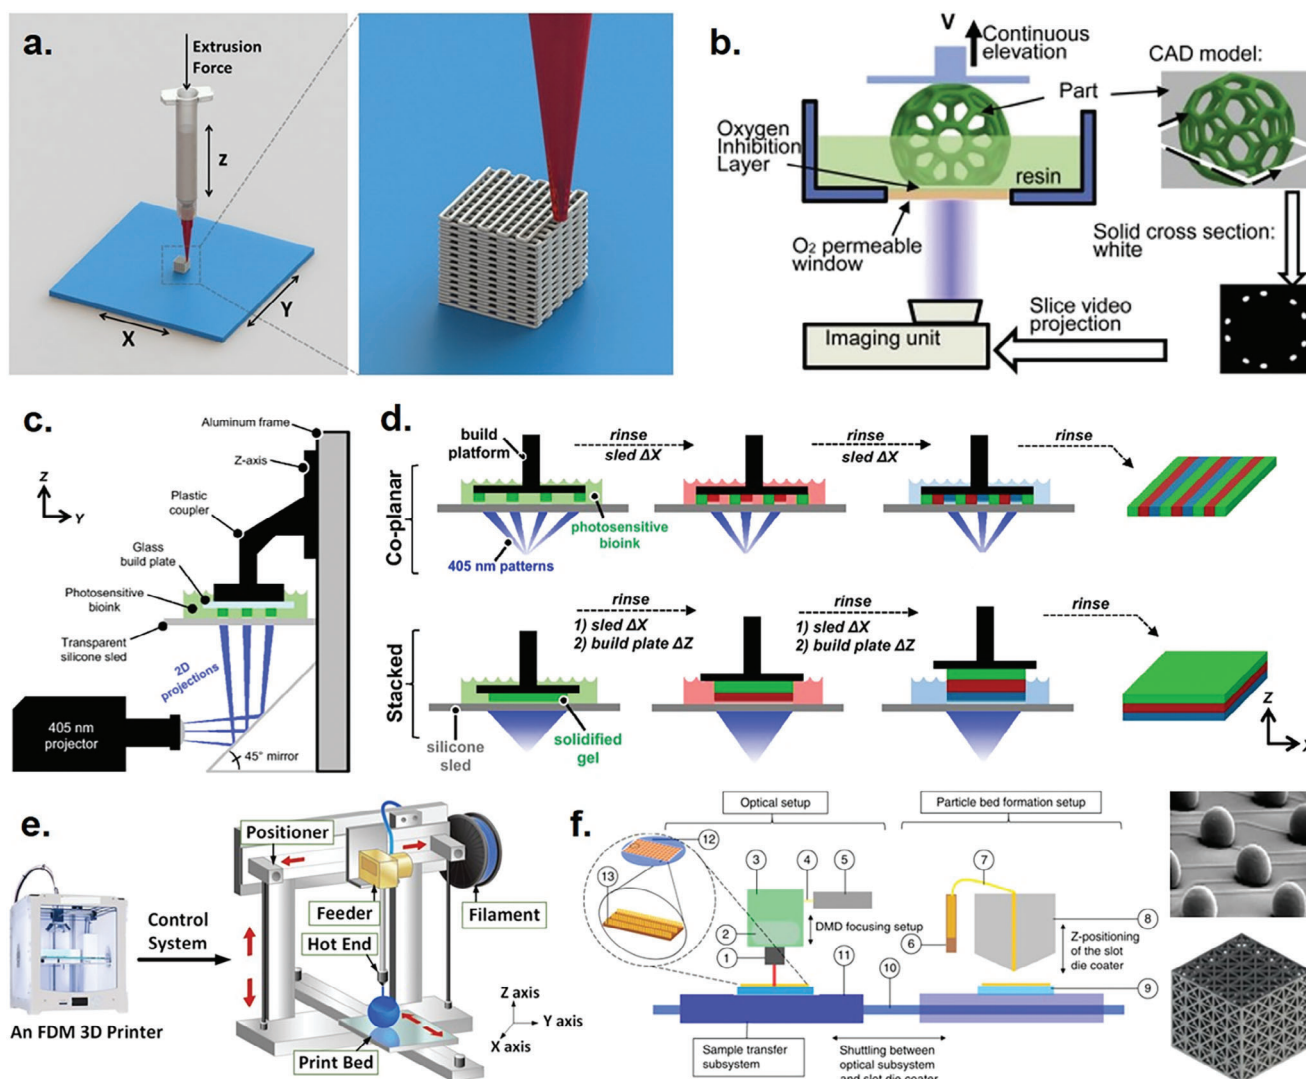 a.
Extrusion
Force
Z
X
Y
b.
V
Continuous
elevation
CAD model:
Part
Oxygen
Inhibition
Layer
resin
O₂ permeable
window
Solid cross section:
white
Slice video
projection
Imaging unit
c.
Aluminum frame
Z-axis
Z
Y
Plastic
coupler
Glass
build plate
Photosensitive
bioink
Transparent
silicone sled
2D
projections
405 nm
projector
45° mirror
d.
Co-planar
build
platform
rinse
sled ΔX
rinse
sled ΔX
rinse
photosensitive
bioink
405 nm patterns
Stacked
rinse
1) sled ΔX
2) build plate ΔZ
rinse
1) sled ΔX
2) build plate ΔZ
rinse
silicone
sled
solidified
gel
Z
X
e.
Positioner
Control
System
Feeder
Filament
Hot End
Z axis
Y axis
X axis
Print Bed
An FDM 3D Printer
f.
Optical setup
Particle bed formation setup
12
13
3
4
5
7
DMD focusing setup
2
1
6
8
Z-positioning
of the slot
die coater
11
10
9
Sample transfer
subsystem
Shuttling between
optical subsystem
and slot die coater